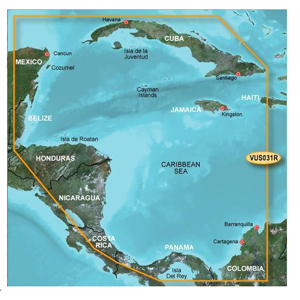 Havana
CUBA
Cancun
Isla de la
Juventud
MEXICO
Cozumel
Santiago
Cayman
Islands
HAITI
JAMAICA
Kingston
BELIZE
Isla de Roatan
HONDURAS
CARIBBEAN
SEA
VUS031R
NICARAGUA
Barranquilla
COSTA
RICA
Cartagena
PANAMA
Isla
Del Rey
COLOMBIA